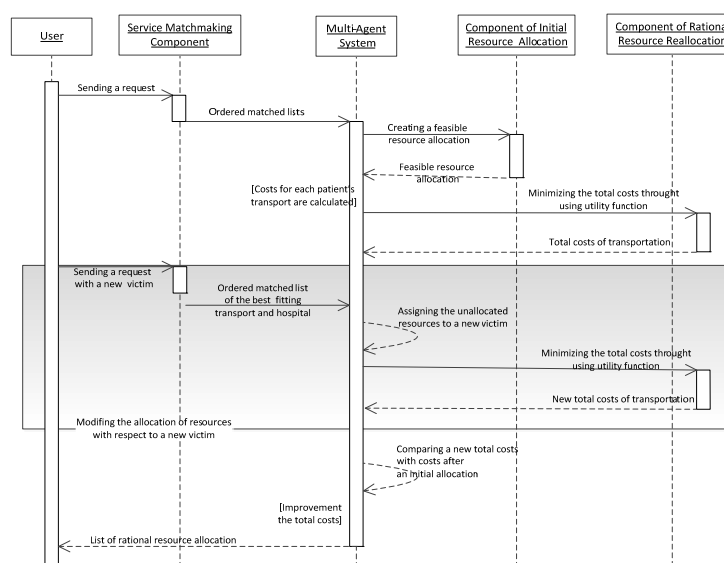 User
Service Matchmaking
Component
Multi-Agent
System
Component of Initial
Resource Allocation
Component of Rationa
Resource Reallocation
Sending a request
Ordered matched lists
Creating a feasible
resource allocation
Feasible resource
allocation
[Costs for each patient's
transport are calculated]
Minimizing the total costs throught
using utility function
Total costs of transportation
Sending a request
with a new victim
Ordered matched list
of the best fitting
transport and hospital
Assigning the unallocated
resources to a new victim
Minimizing the total costs throught
using utility function
New total costs of transportation
Modifing the allocation of resources
with respect to a new victim
Comparing a new total costs
with costs after
an initial allocation
[Improvement
the total costs]
List of rational resource allocation